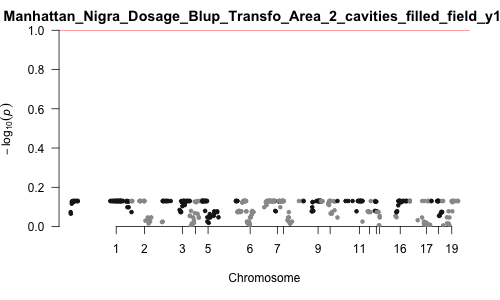 Manhattan_Nigra_Dosage_Blup_Transfo_Area_2_cavities_filled_field_y1
1.0
0.8
0.6
0.4
0.2
0.0
− log₁₀(p)
1 2 3 5 6 7 9 11 16 17 19
Chromosome